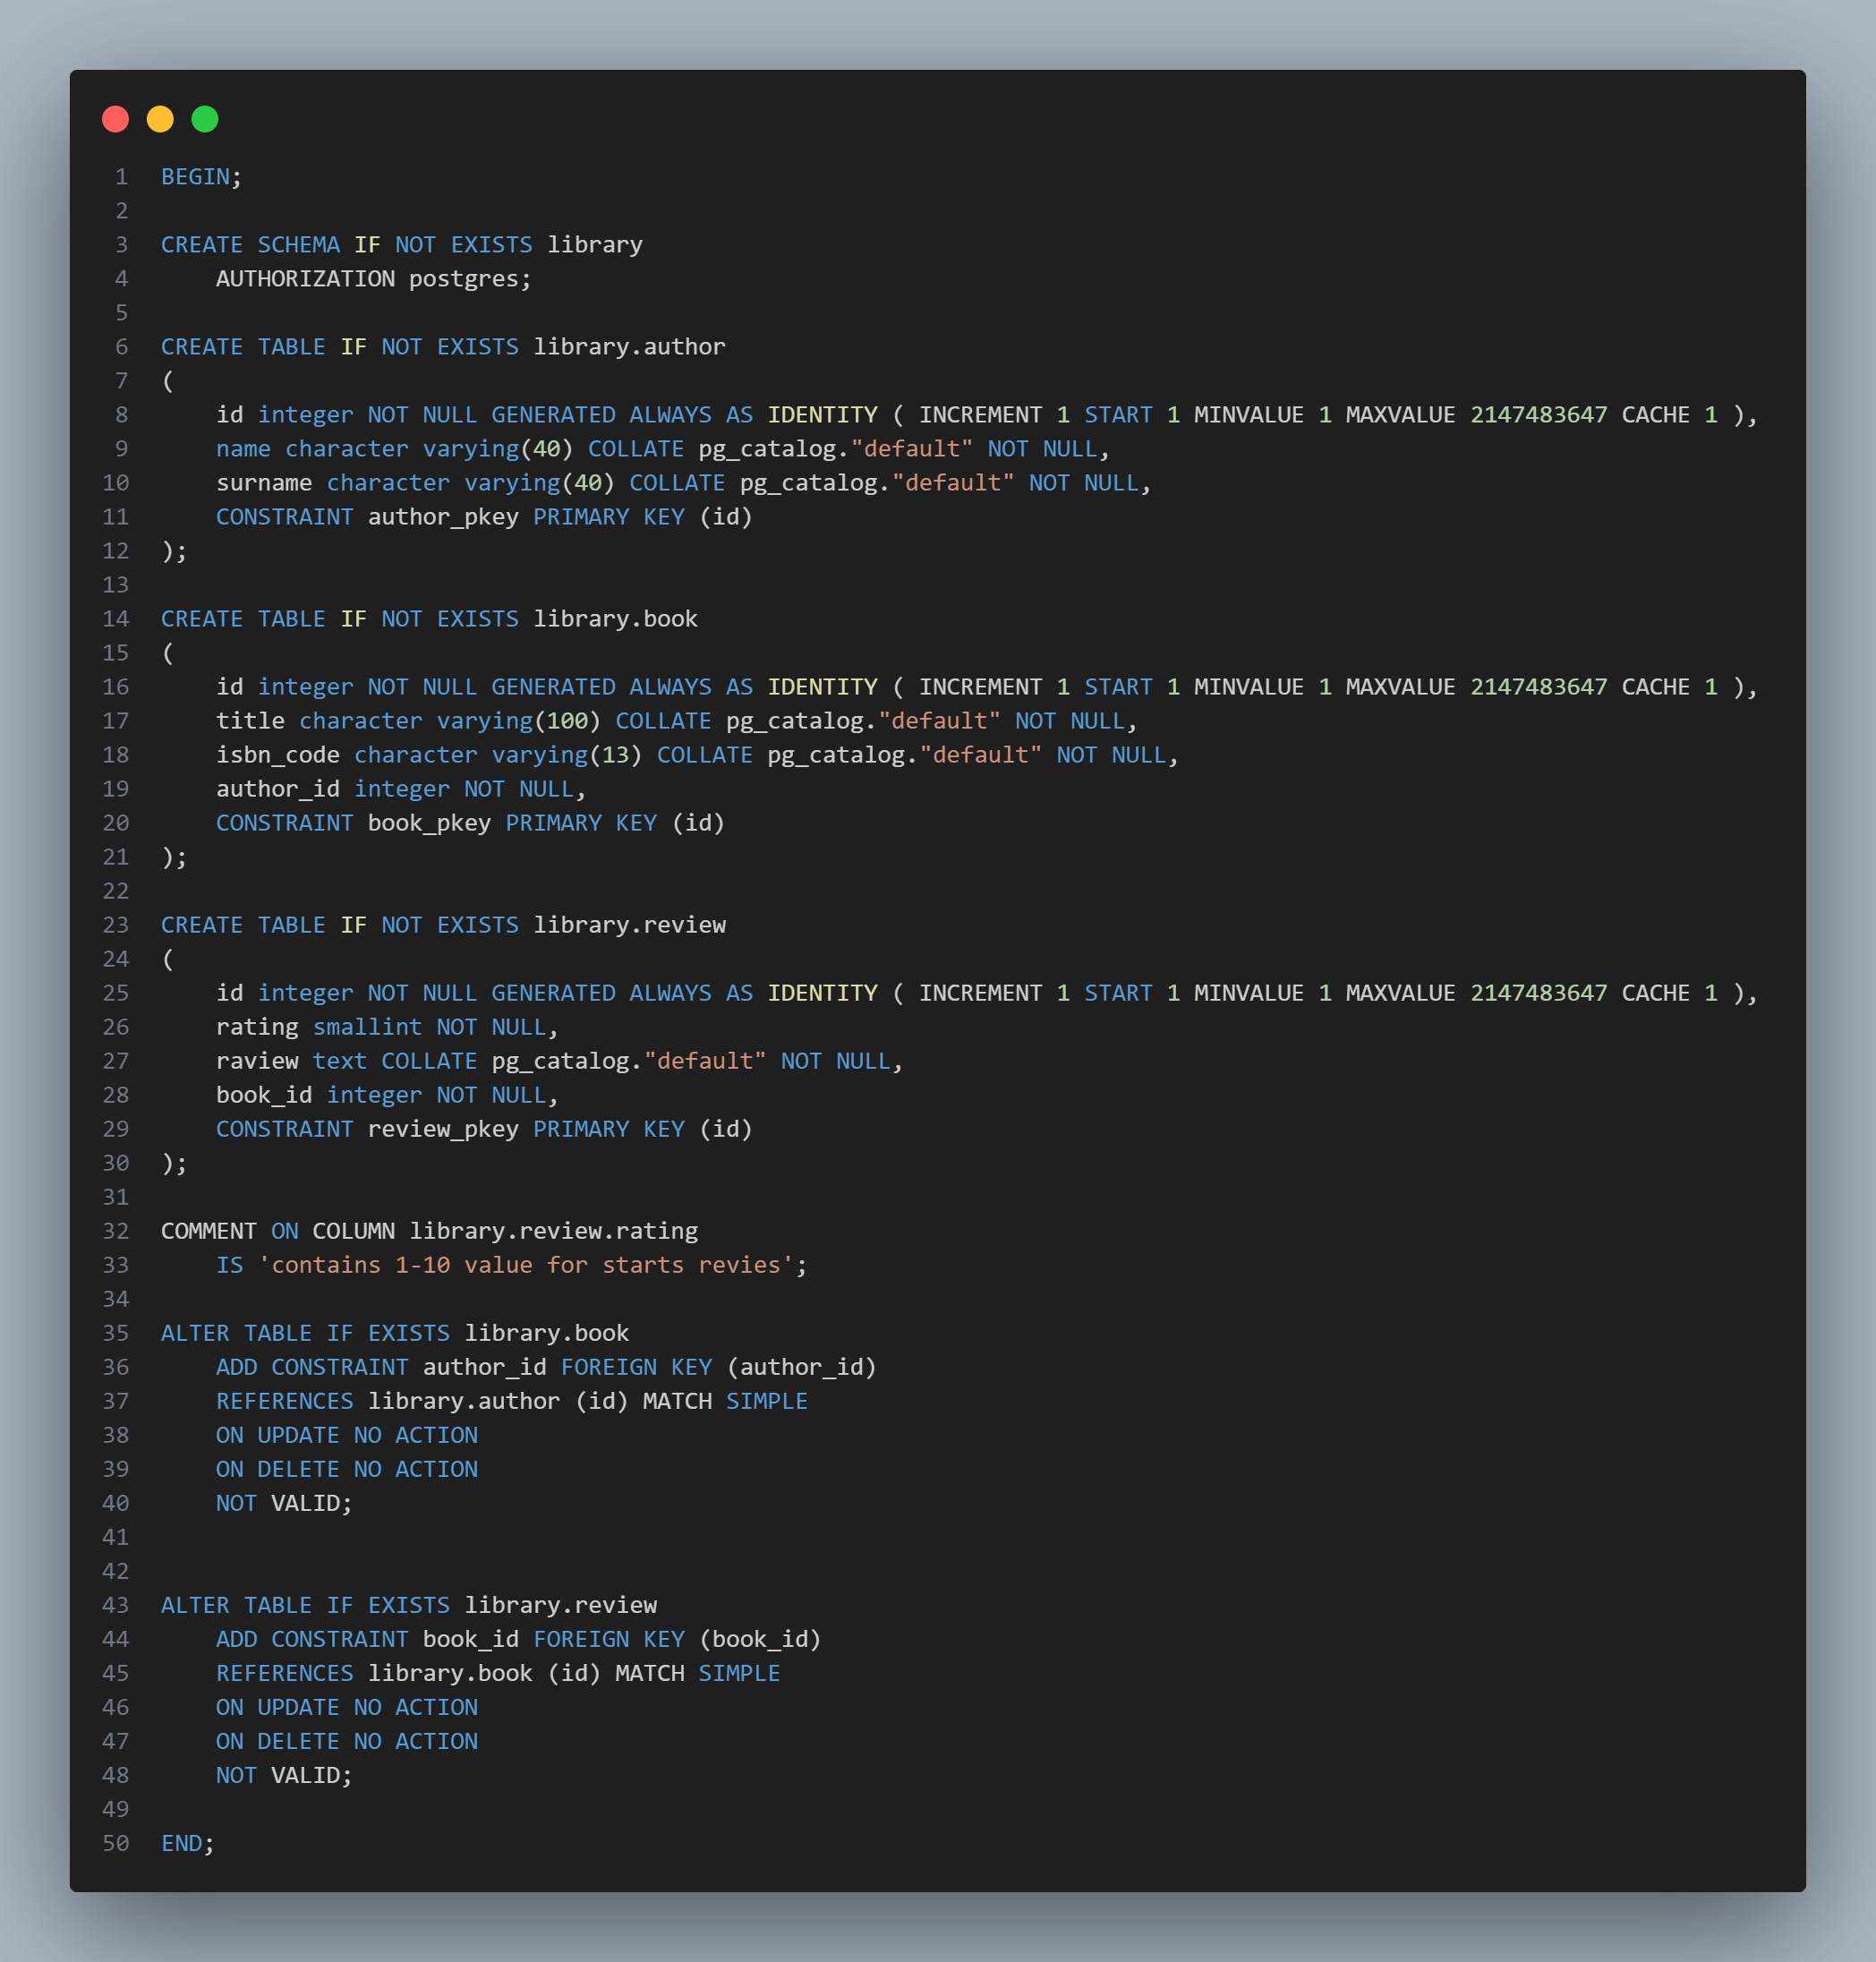 1 BEGIN;
2
3 CREATE SCHEMA IF NOT EXISTS library
4     AUTHORIZATION postgres;
5
6 CREATE TABLE IF NOT EXISTS library.author
7 (
8     id integer NOT NULL GENERATED ALWAYS AS IDENTITY ( INCREMENT 1 START 1 MINVALUE 1 MAXVALUE 2147483647 CACHE 1 ),
9     name character varying(40) COLLATE pg_catalog."default" NOT NULL,
10     surname character varying(40) COLLATE pg_catalog."default" NOT NULL,
11     CONSTRAINT author_pkey PRIMARY KEY (id)
12 );
13
14 CREATE TABLE IF NOT EXISTS library.book
15 (
16     id integer NOT NULL GENERATED ALWAYS AS IDENTITY ( INCREMENT 1 START 1 MINVALUE 1 MAXVALUE 2147483647 CACHE 1 ),
17     title character varying(100) COLLATE pg_catalog."default" NOT NULL,
18     isbn_code character varying(13) COLLATE pg_catalog."default" NOT NULL,
19     author_id integer NOT NULL,
20     CONSTRAINT book_pkey PRIMARY KEY (id)
21 );
22
23 CREATE TABLE IF NOT EXISTS library.review
24 (
25     id integer NOT NULL GENERATED ALWAYS AS IDENTITY ( INCREMENT 1 START 1 MINVALUE 1 MAXVALUE 2147483647 CACHE 1 ),
26     rating smallint NOT NULL,
27     raview text COLLATE pg_catalog."default" NOT NULL,
28     book_id integer NOT NULL,
29     CONSTRAINT review_pkey PRIMARY KEY (id)
30 );
31
32 COMMENT ON COLUMN library.review.rating
33     IS 'contains 1-10 value for starts revies';
34
35 ALTER TABLE IF EXISTS library.book
36     ADD CONSTRAINT author_id FOREIGN KEY (author_id)
37     REFERENCES library.author (id) MATCH SIMPLE
38     ON UPDATE NO ACTION
39     ON DELETE NO ACTION
40     NOT VALID;
41
42
43 ALTER TABLE IF EXISTS library.review
44     ADD CONSTRAINT book_id FOREIGN KEY (book_id)
45     REFERENCES library.book (id) MATCH SIMPLE
46     ON UPDATE NO ACTION
47     ON DELETE NO ACTION
48     NOT VALID;
49
50 END;